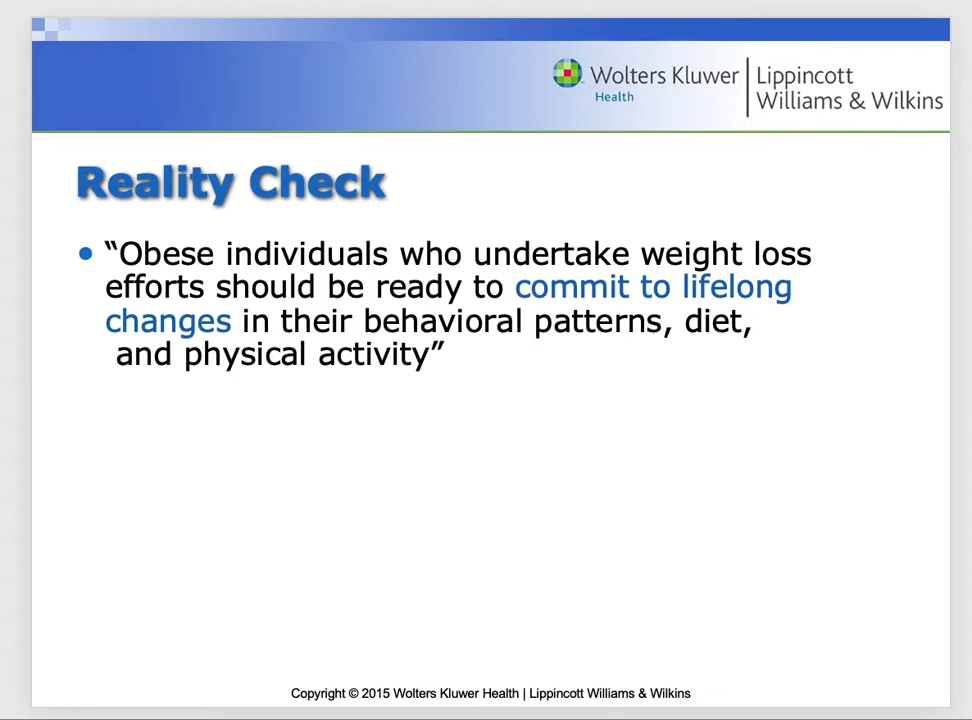 Wolters Kluwer
Health
Lippincott
Williams & Wilkins
Reality Check
• “Obese individuals who undertake weight loss
efforts should be ready to commit to lifelong
changes in their behavioral patterns, diet,
and physical activity”
Copyright © 2015 Wolters Kluwer Health | Lippincott Williams & Wilkins